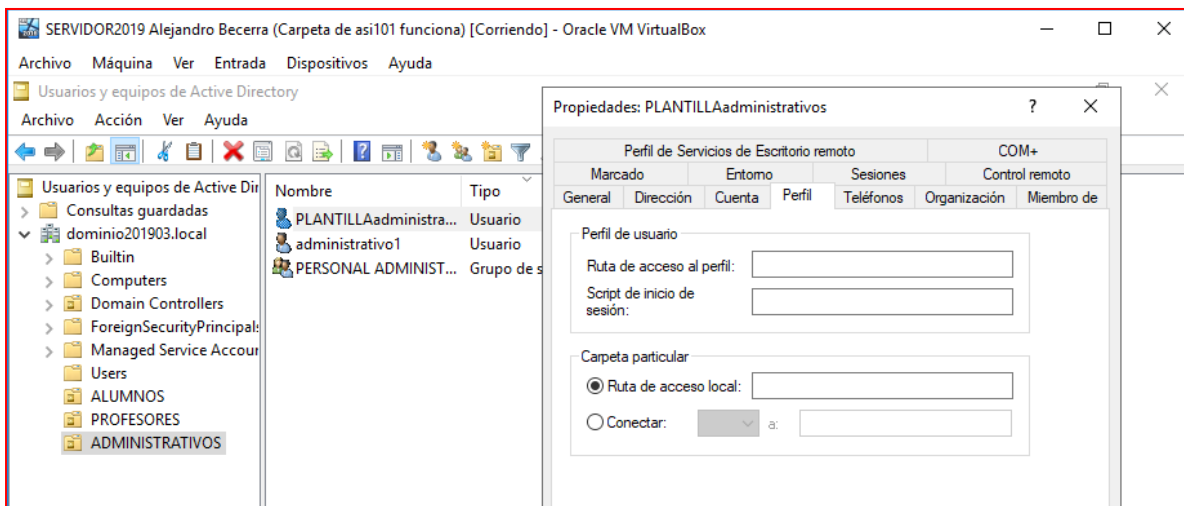 SERVIDOR2019 Alejandro Becerra (Carpeta de asi101 funciona) [Corriendo] - Oracle VM VirtualBox
Archivo Máquina Ver Entrada Dispositivos Ayuda
Usuarios y equipos de Active Directory
Archivo Acción Ver Ayuda
Usuarios y equipos de Active Dir
Consultas guardadas
dominio201903.local
Builtin
Computers
Domain Controllers
ForeignSecurityPrincipal
Managed Service Accour
Users
ALUMNOS
PROFESORES
ADMINISTRATIVOS
Nombre Tipo
PLANTILLAadministra... Usuario
administrativo1 Usuario
PERSONAL ADMINIST... Grupo de s
Propiedades: PLANTILLAadministrativos ? X
Perfil de Servicios de Escritorio remoto COM+
Marcado Entorno Sesiones Control remoto
General Dirección Cuenta Perfil Teléfonos Organización Miembro de
Perfil de usuario
Ruta de acceso al perfil:
Script de inicio de
sesión:
Carpeta particular
Ruta de acceso local:
Conectar: a: